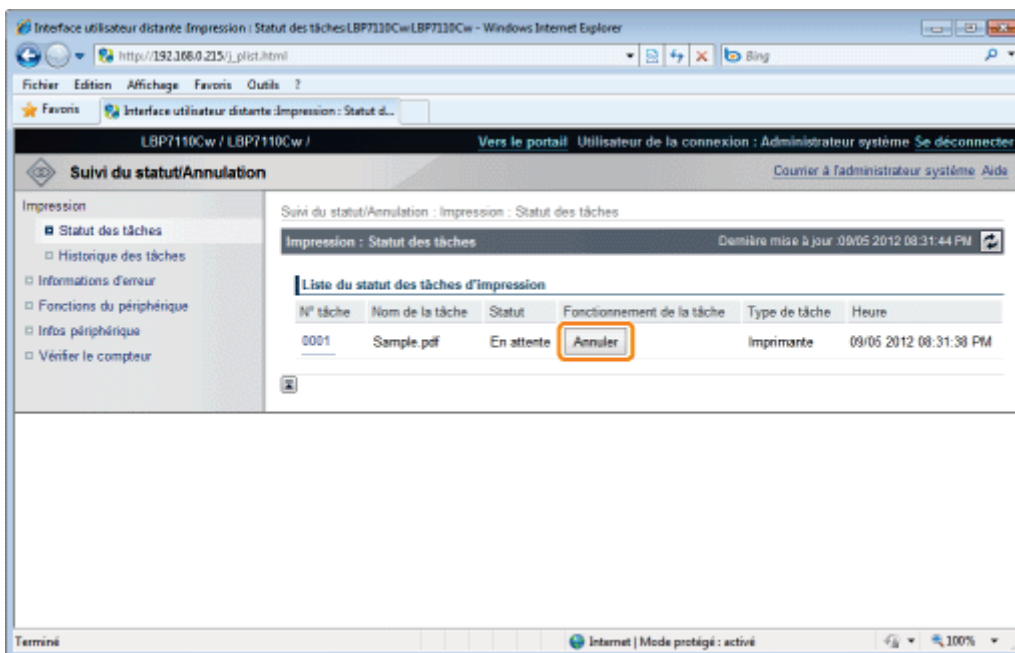 Interface utilisateur distante :Impression : Statut des tâches:LBP7110Cw:LBP7110Cw - Windows Internet Explorer
http://192.168.0.215/j_plist.html
Bing
Fichier Edition Affichage Favoris Outils ?
Favoris Interface utilisateur distante :Impression : Statut d...
LBP7110Cw / LBP7110Cw / Vers le portail Utilisateur de la connexion : Administrateur système Se déconnecter
Suivi du statut/Annulation Courrier à l'administrateur système Aide
Impression
Statut des tâches
Historique des tâches
Informations d'erreur
Fonctions du périphérique
Infos périphérique
Vérifier le compteur
Suivi du statut/Annulation : Impression : Statut des tâches
Impression : Statut des tâches Dernière mise à jour :09/05 2012 08:31:44 PM
Liste du statut des tâches d'impression
N° tâche Nom de la tâche Statut Fonctionnement de la tâche Type de tâche Heure
0001 Sample.pdf En attente Annuler Imprimante 09/05 2012 08:31:38 PM
Terminé Internet | Mode protégé : activé 100%